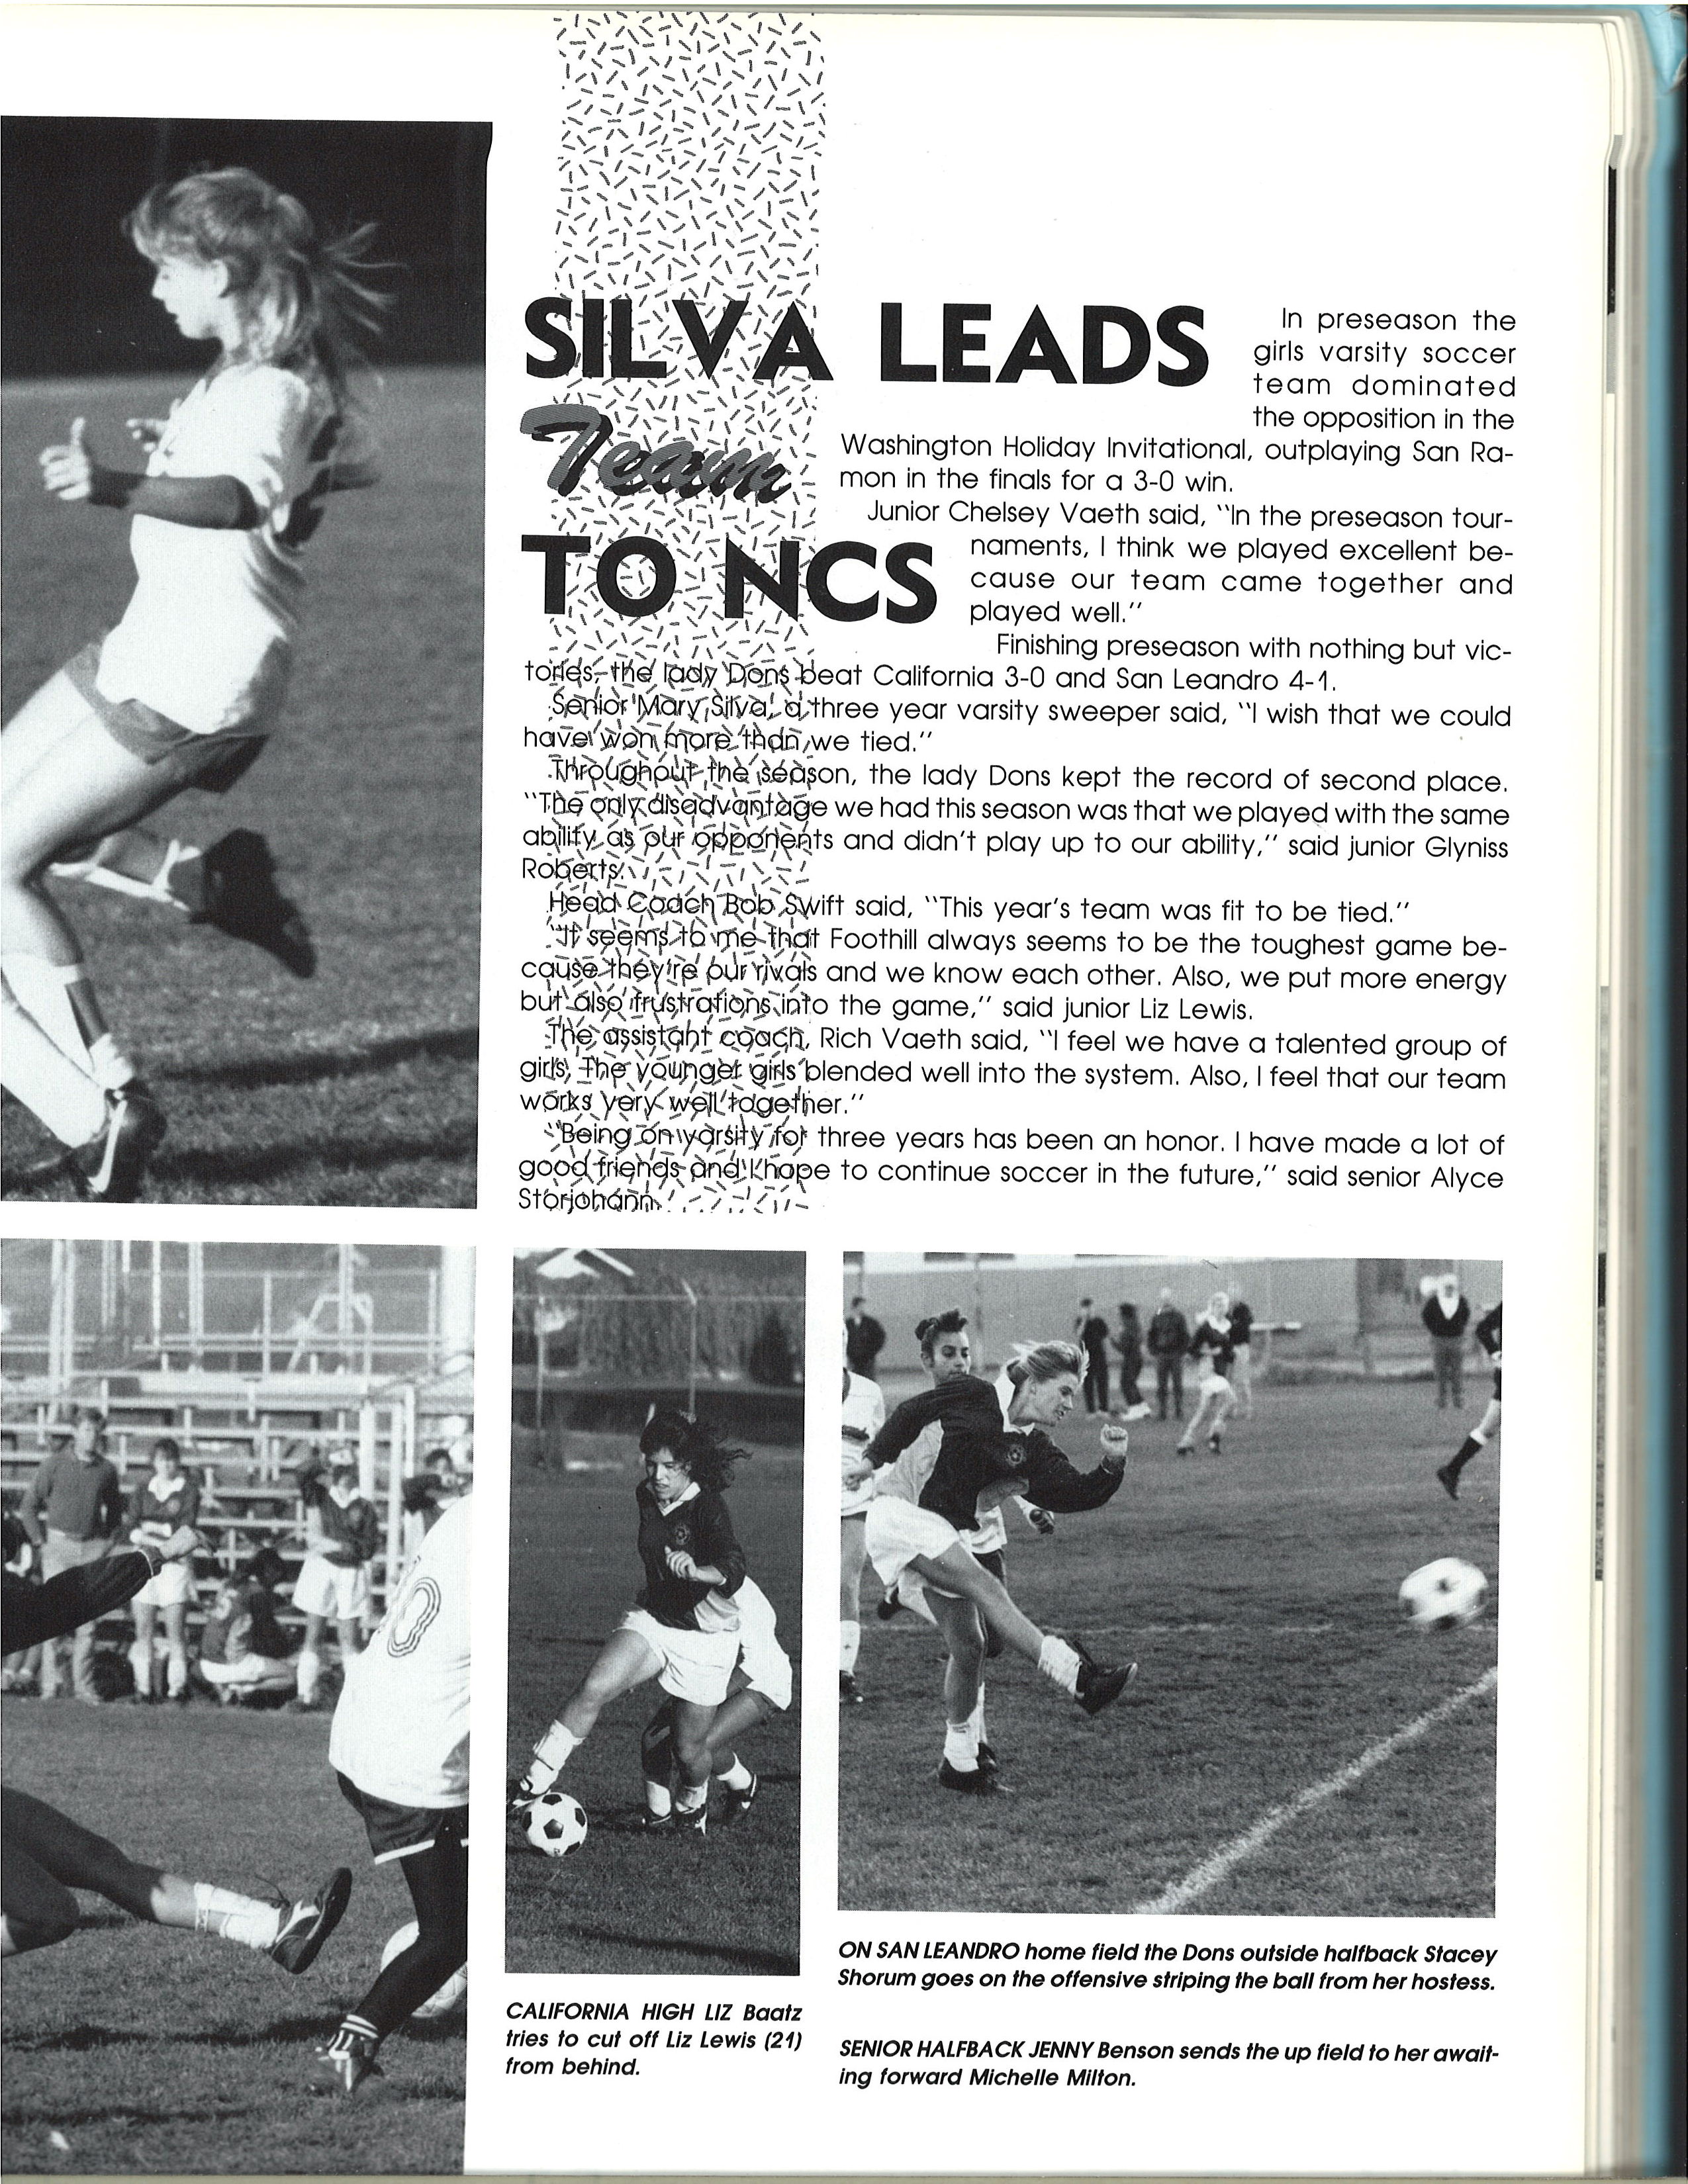 SILVA LEADS
Team
TO NCS
In preseason the
girls varsity soccer
team dominated
the opposition in the
Washington Holiday Invitational, outplaying San Ra-
mon in the finals for a 3-0 win.
Junior Chelsey Vaeth said, "In the preseason tour-
naments, I think we played excellent be-
cause our team came together and
played well."
Finishing preseason with nothing but vic-
tories, the lady Dons beat California 3-0 and San Leandro 4-1.
Senior Mary Silva, a three year varsity sweeper said, "I wish that we could
have won more than we tied."
Throughout the season, the lady Dons kept the record of second place.
"The only disadvantage we had this season was that we played with the same
ability as our opponents and didn't play up to our ability," said junior Glyniss
Roberts.
Head Coach Bob Swift said, "This year's team was fit to be tied."
"It seems to me that Foothill always seems to be the toughest game be-
cause they're our rivals and we know each other. Also, we put more energy
but also frustrations into the game," said junior Liz Lewis.
The assistant coach, Rich Vaeth said, "I feel we have a talented group of
girls, The younger girls blended well into the system. Also, I feel that our team
works very well together."
"Being on varsity for three years has been an honor. I have made a lot of
good friends and I hope to continue soccer in the future," said senior Alyce
Storjohann.
CALIFORNIA HIGH LIZ Baatz
tries to cut off Liz Lewis (21)
from behind.
ON SAN LEANDRO home field the Dons outside halfback Stacey
Shorum goes on the offensive striping the ball from her hostess.
SENIOR HALFBACK JENNY Benson sends the up field to her await-
ing forward Michelle Milton.